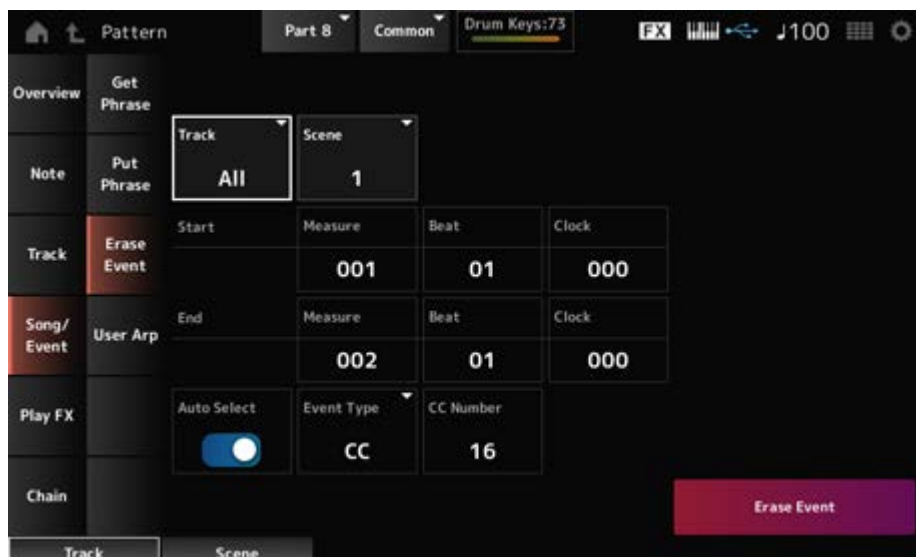 Pattern
Part 8
Common
Drum Keys:73
FX
♩100
Overview
Get
Phrase
Track
All
Scene
1
Note
Put
Phrase
Track
Erase
Event
Start
Measure
001
Beat
01
Clock
000
Song/
Event
User Arp
End
Measure
002
Beat
01
Clock
000
Play FX
Auto Select
Event Type
CC
CC Number
16
Chain
Erase Event
Track
Scene